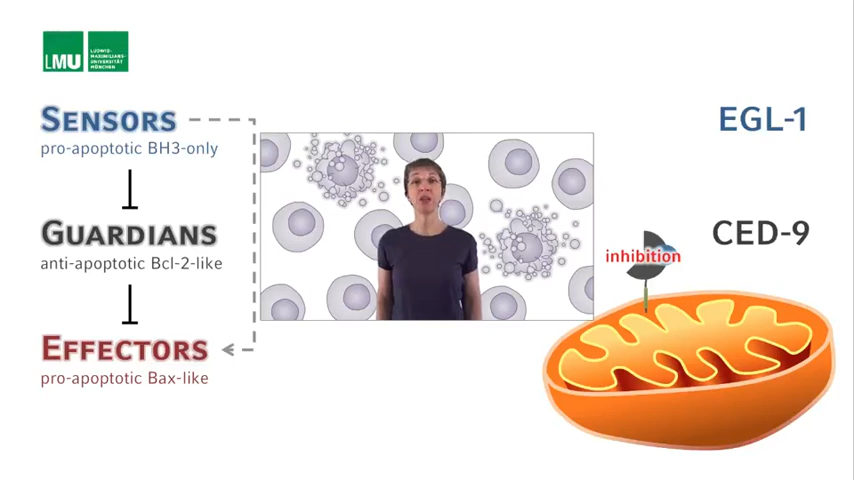 LMU
LUDWIG-
MAXIMILIANS-
UNIVERSITÄT
MÜNCHEN
SENSORS
pro-apoptotic BH3-only
GUARDIANS
anti-apoptotic Bcl-2-like
EFFECTORS
pro-apoptotic Bax-like
EGL-1
CED-9
inhibition